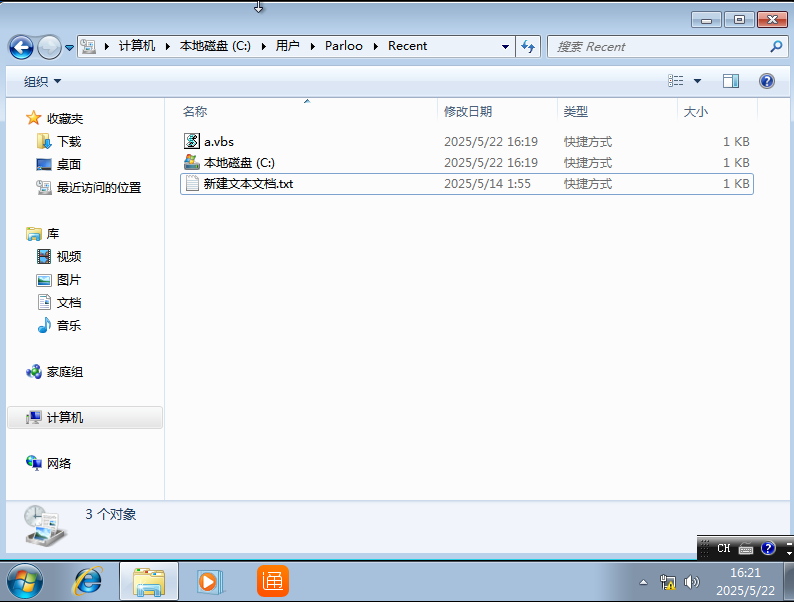 计算机 本地磁盘 (C:) 用户 Parloo Recent
搜索 Recent
组织
名称 修改日期 类型 大小
a.vbs 2025/5/22 16:19 快捷方式 1 KB
本地磁盘 (C:) 2025/5/22 16:19 快捷方式 1 KB
新建文本文档.txt 2025/5/14 1:55 快捷方式 1 KB
收藏夹
下载
桌面
最近访问的位置
库
视频
图片
文档
音乐
家庭组
计算机
网络
3 个对象
CH
16:21
2025/5/22